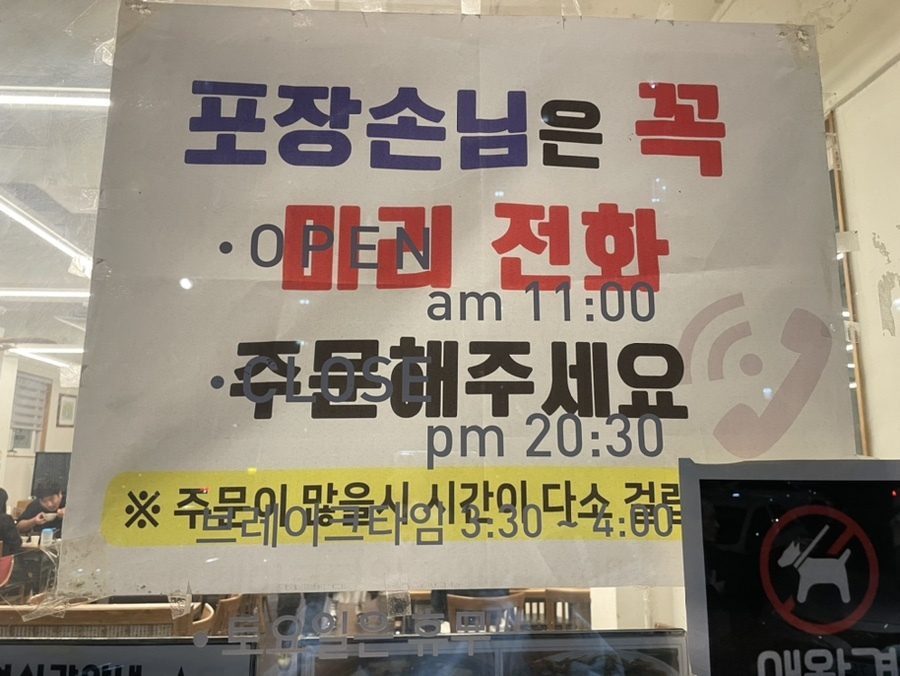 포장손님은 꼭
미리 전화
주문해주세요
※ 주문이 많을시 시간이 다소 걸립
• OPEN
am 11:00
• CLOSE
pm 20:30
브레이크타임 3:30 ~ 4:00
• 토요일은 휴무